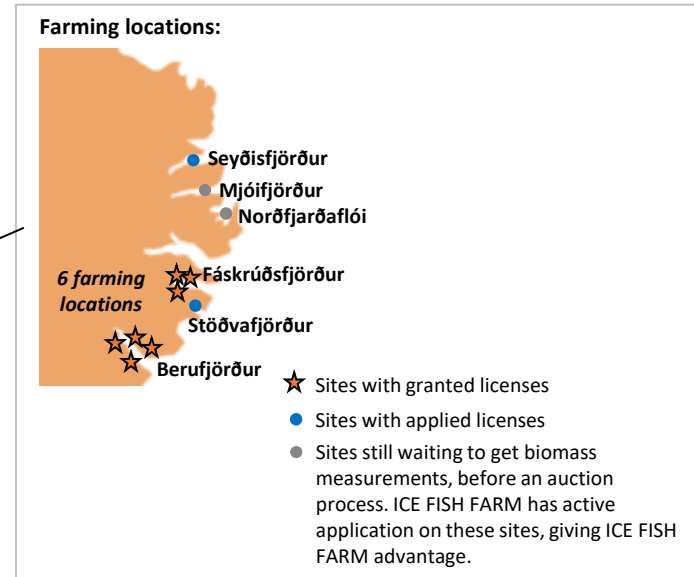 Farming locations:
Seyðisfjörður
Mjóifjörður
Norðfjarðaflói
6 farming
locations
Fáskrúðsfjörður
Stöðvafjörður
Berufjörður
Sites with granted licenses
Sites with applied licenses
Sites still waiting to get biomass
measurements, before an auction
process. ICE FISH FARM has active
application on these sites, giving ICE FISH
FARM advantage.